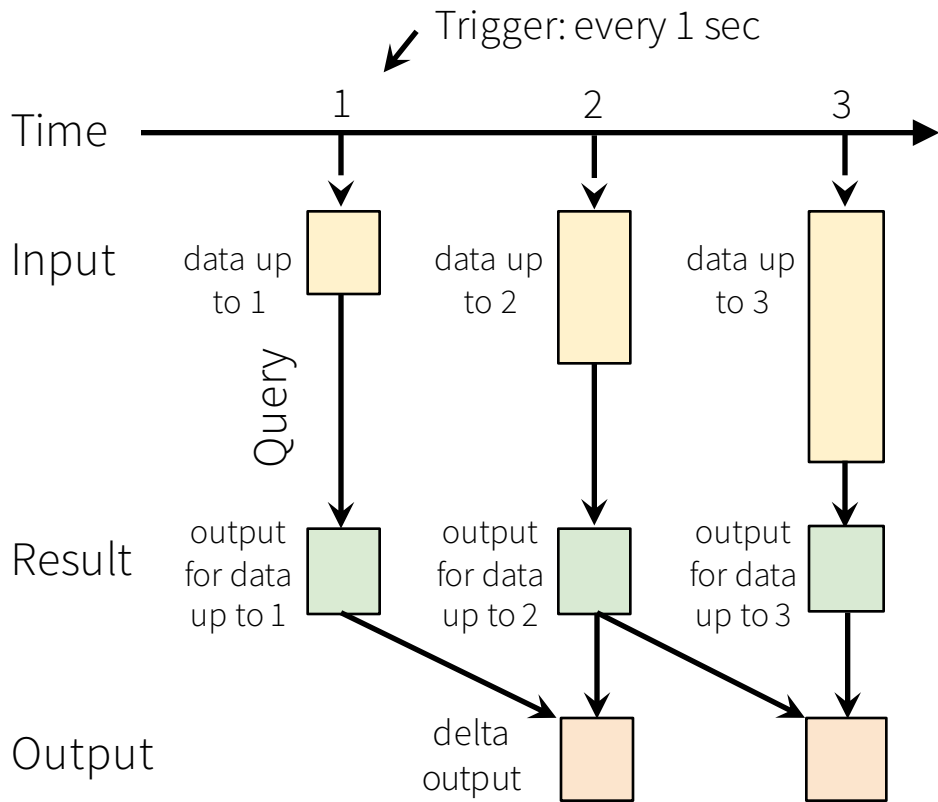 Trigger: every 1 sec
1
2
3
Time
Input
data up
to 1
data up
to 2
data up
to 3
Query
Result
output
for data
up to 1
output
for data
up to 2
output
for data
up to 3
Output
delta
output